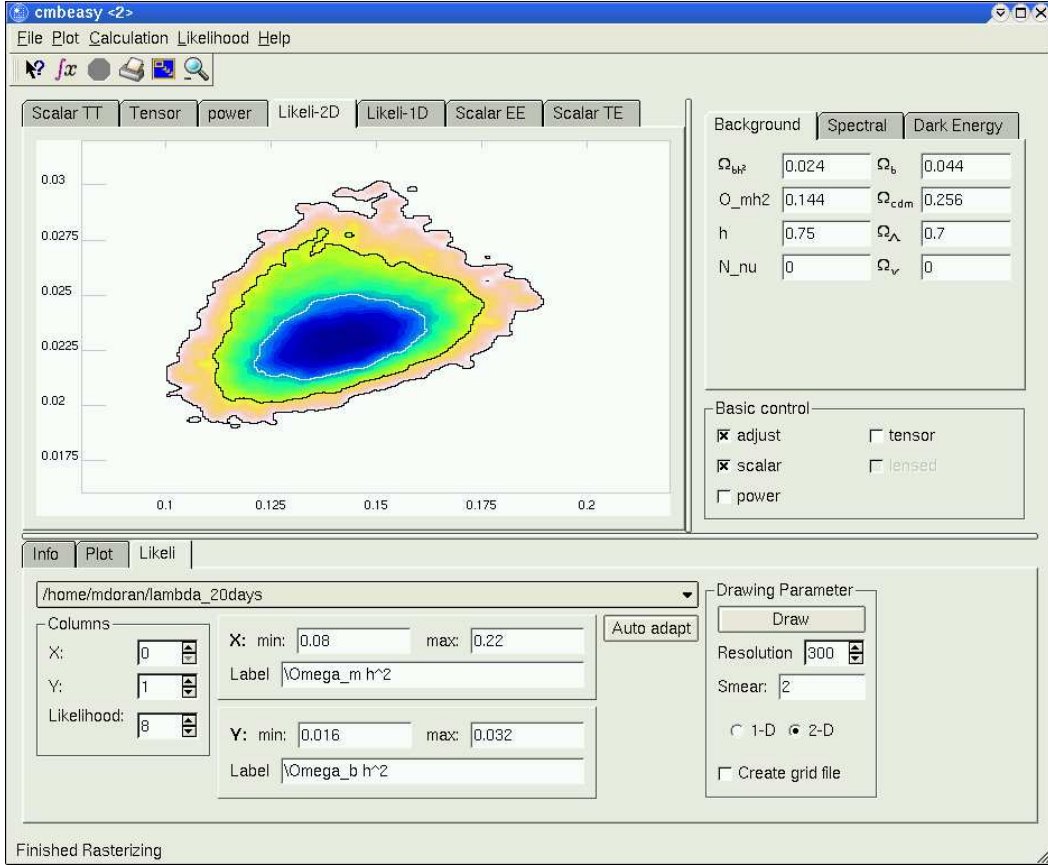 cmbeasy <2>
File Plot Calculation Likelihood Help
Scalar TT Tensor power Likeli-2D Likeli-1D Scalar EE Scalar TE
0.03
0.0275
0.025
0.0225
0.02
0.0175
0.1 0.125 0.15 0.175 0.2
Background Spectral Dark Energy
Ω_bh² 0.024 Ω_b 0.044
O_mh2 0.144 Ω_cdm 0.256
h 0.75 Ω_Λ 0.7
N_nu 0 Ω_ν 0
Basic control
adjust tensor
scalar lensed
power
Info Plot Likeli
/home/mdoran/lambda_20days
Columns
X: 0
Y: 1
Likelihood: 8
X: min: 0.08 max: 0.22
Label \Omega_m h^2
Y: min: 0.016 max: 0.032
Label \Omega_b h^2
Auto adapt
Drawing Parameter
Draw
Resolution 300
Smear: 2
1-D 2-D
Create grid file
Finished Rasterizing